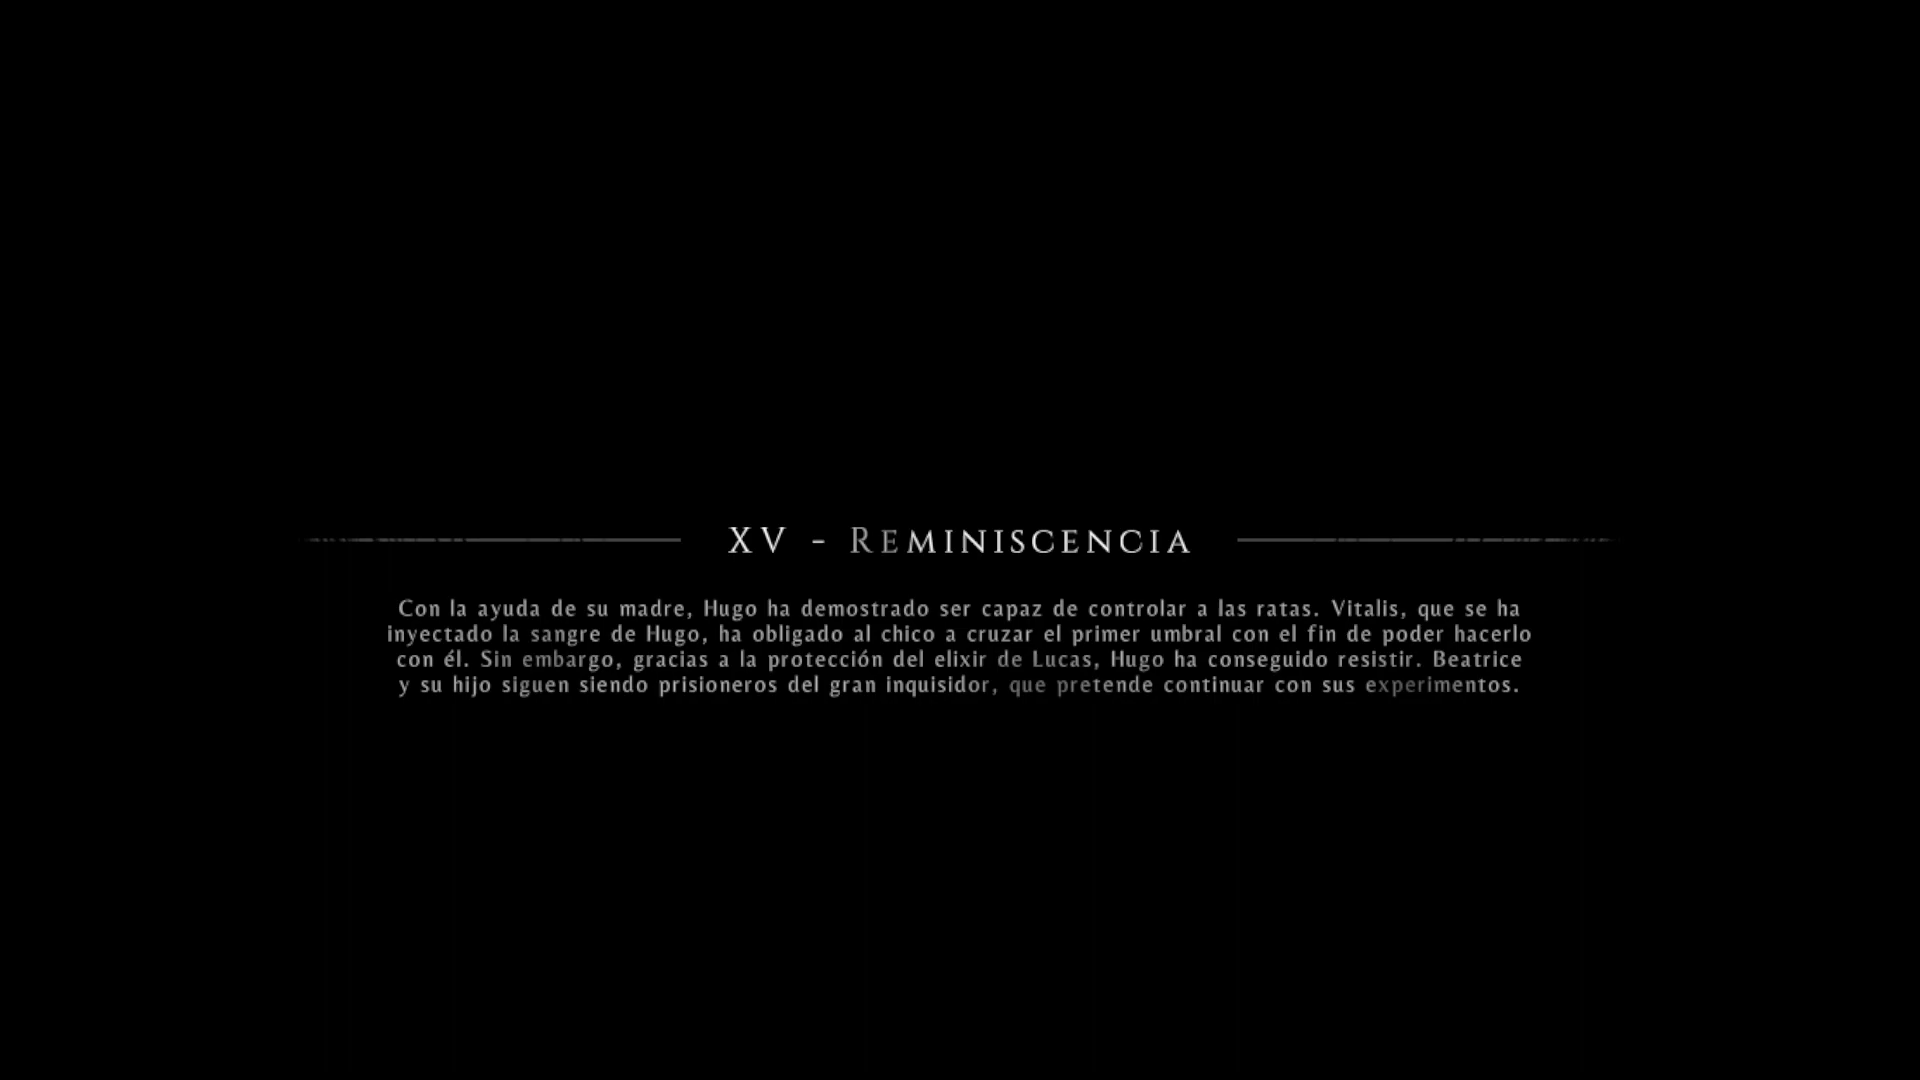 XV - Reminiscencia
Con la ayuda de su madre, Hugo ha demostrado ser capaz de controlar a las ratas. Vitalis, que se ha
inyectado la sangre de Hugo, ha obligado al chico a cruzar el primer umbral con el fin de poder hacerlo
con él. Sin embargo, gracias a la protección del elixir de Lucas, Hugo ha conseguido resistir. Beatrice
y su hijo siguen siendo prisioneros del gran inquisidor, que pretende continuar con sus experimentos.